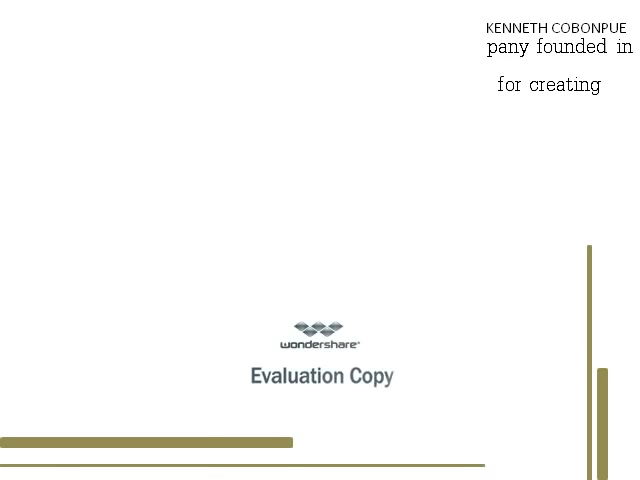 KENNETH COBONPUE
pany founded in
for creating
wondershare
Evaluation Copy